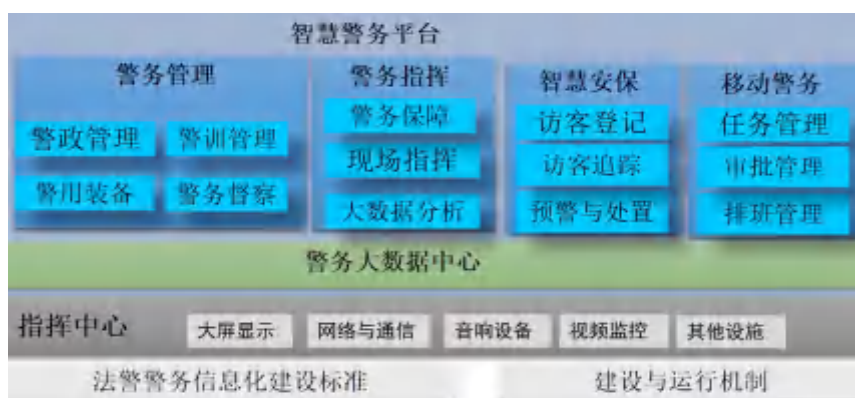 智慧警务平台
警务管理
警政管理 警训管理
警用装备 警务督察
警务指挥
警务保障
现场指挥
大数据分析
智慧安保
访客登记
访客追踪
预警与处置
移动警务
任务管理
审批管理
排班管理
警务大数据中心
指挥中心 大屏显示 网络与通信 音响设备 视频监控 其他设施
法警警务信息化建设标准 建设与运行机制